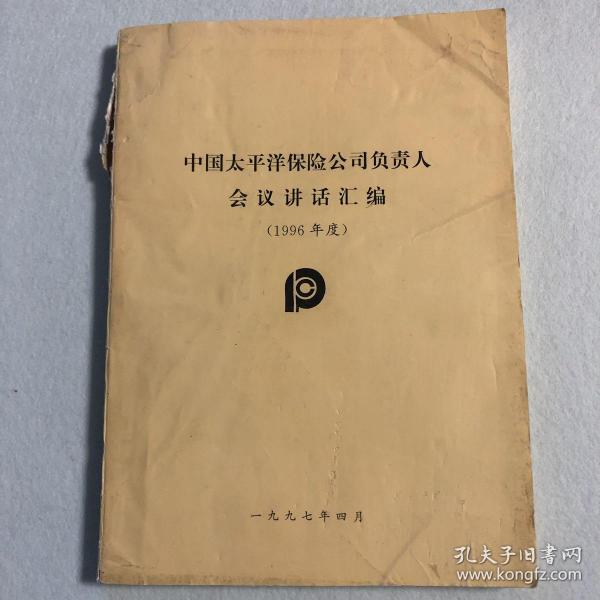 中国太平洋保险公司负责人
会议讲话汇编
(1996年度)
一九九七年四月
孔夫子旧书网
www.kongfz.com